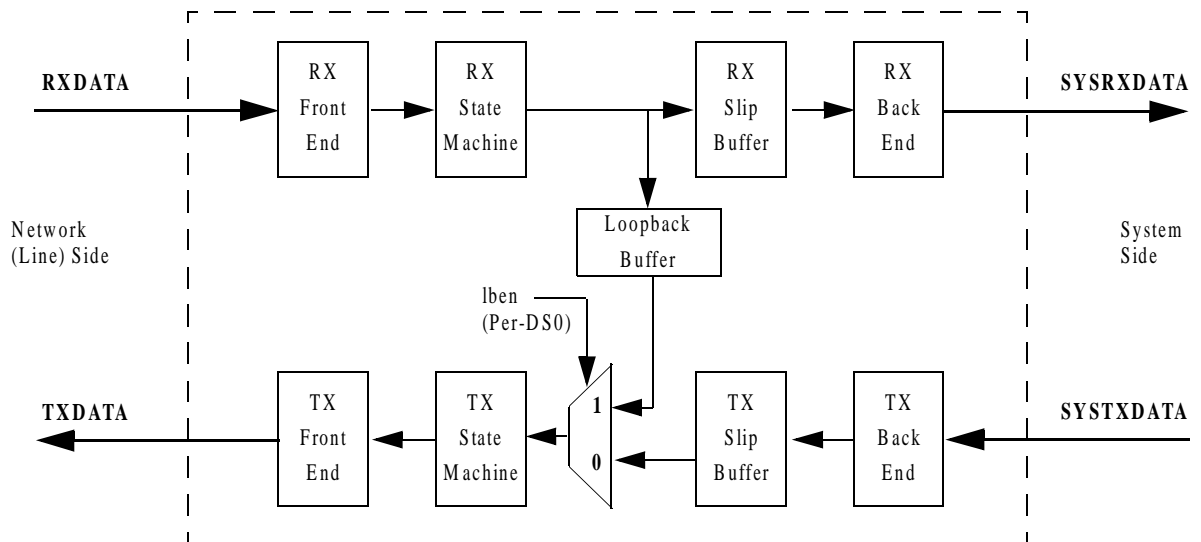 RXDATA
RX
Front
End
RX
State
Machine
RX
Slip
Buffer
RX
Back
End
SYSRXDATA
Network
(Line) Side
Loopback
Buffer
System
Side
lben
(Per-DS0)
TXDATA
TX
Front
End
TX
State
Machine
1
0
TX
Slip
Buffer
TX
Back
End
SYSTXDATA